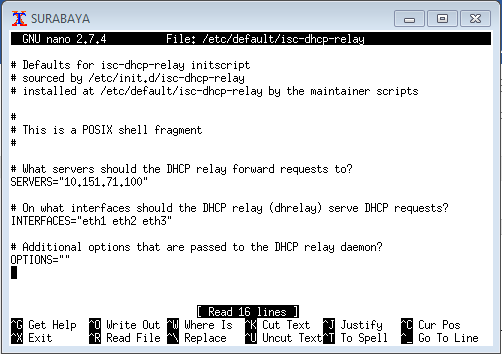 SURABAYA
GNU nano 2.7.4 File: /etc/default/isc-dhcp-relay
# Defaults for isc-dhcp-relay initscript
# sourced by /etc/init.d/isc-dhcp-relay
# installed at /etc/default/isc-dhcp-relay by the maintainer scripts
#
# This is a POSIX shell fragment
#
# What servers should the DHCP relay forward requests to?
SERVERS="10.151.71.100"
# On what interfaces should the DHCP relay (dhrelay) serve DHCP requests?
INTERFACES="eth1 eth2 eth3"
# Additional options that are passed to the DHCP relay daemon?
OPTIONS=""
[ Read 16 lines ]
^G Get Help ^O Write Out ^W Where Is ^K Cut Text ^J Justify ^C Cur Pos
^X Exit ^R Read File ^\ Replace ^U Uncut Text ^T To Spell ^_ Go To Line